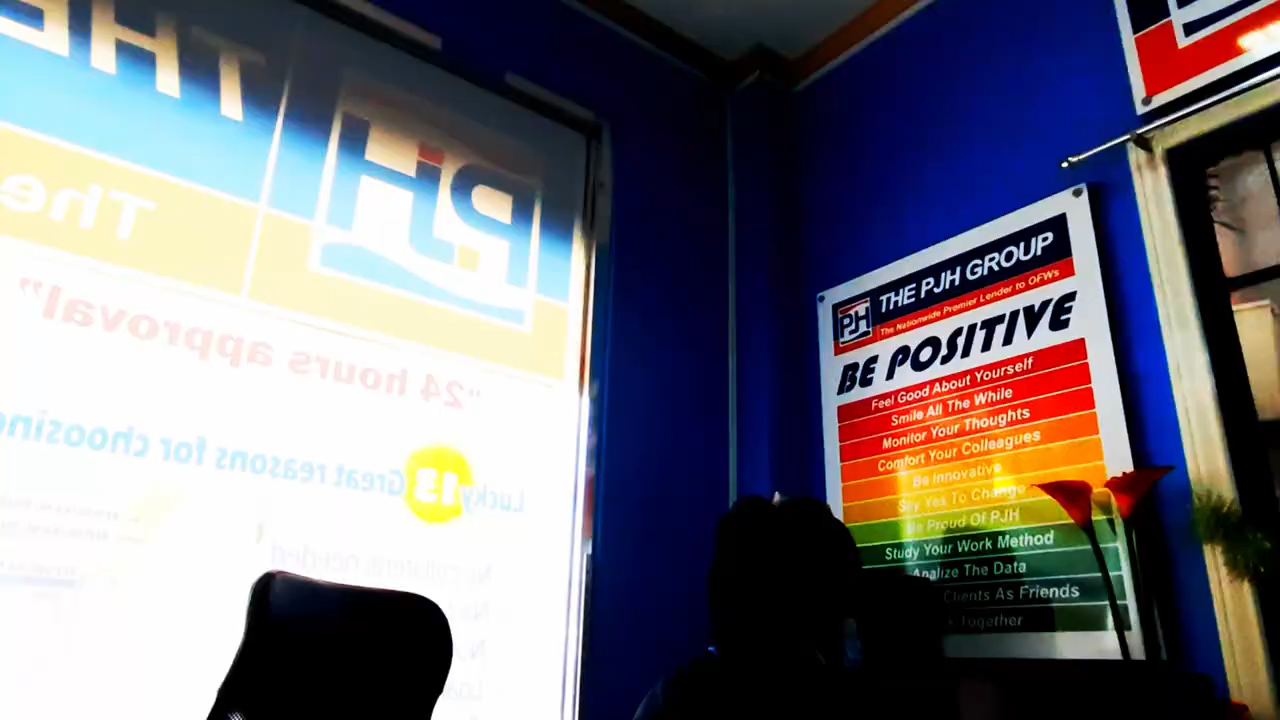 THE
PJH
The
"24 hours approval"
Lucky 13 Great reasons for choosing
collateral needed
PJH
THE PJH GROUP
The Nationwide Premier Lender to OFWs
BE POSITIVE
Feel Good About Yourself
Smile All The While
Monitor Your Thoughts
Comfort Your Colleagues
Be Innovative
Say Yes To Change
Be Proud Of PJH
Study Your Work Method
Analize The Data
Clients As Friends
Together